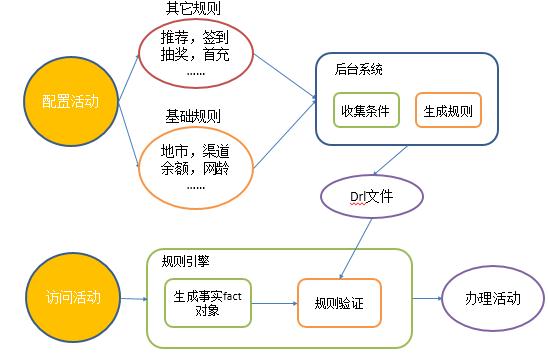 其它规则
推荐，签到
抽奖，首充
……
配置活动
基础规则
地市，渠道
余额，网龄
……
后台系统
收集条件
生成规则
Drl文件
访问活动
规则引擎
生成事实fact
对象
规则验证
办理活动